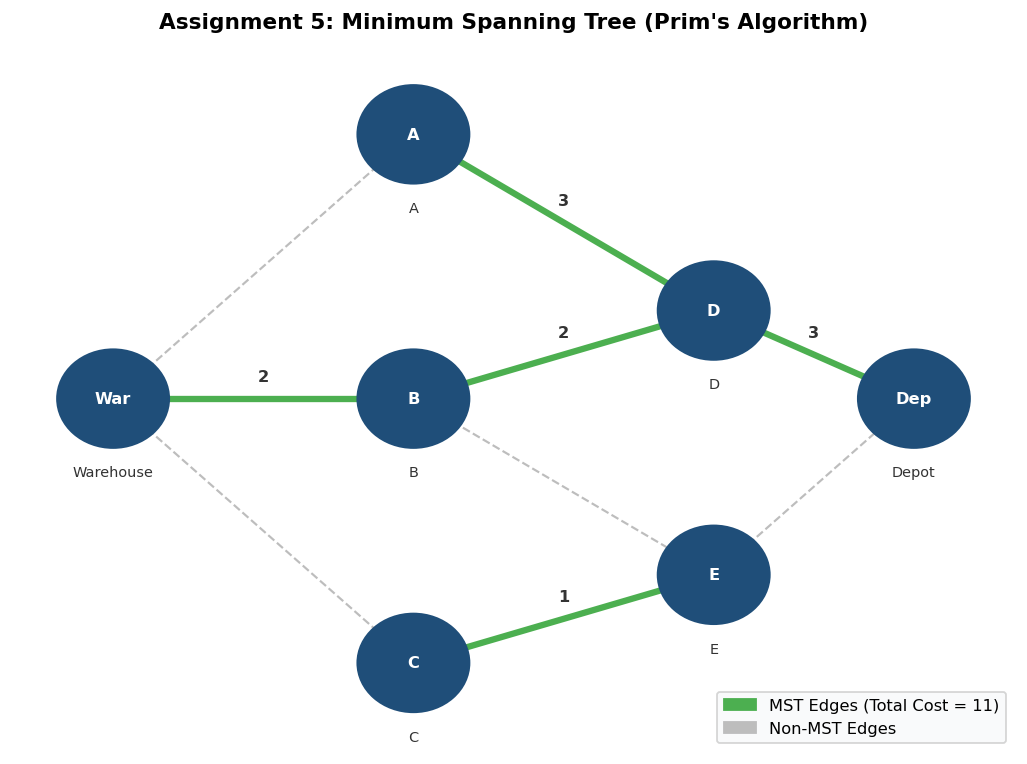 Assignment 5: Minimum Spanning Tree (Prim's Algorithm)
A
A
3
D
D
2
3
War
Warehouse
2
B
B
Dep
Depot
E
E
1
C
C
MST Edges (Total Cost = 11)
Non-MST Edges